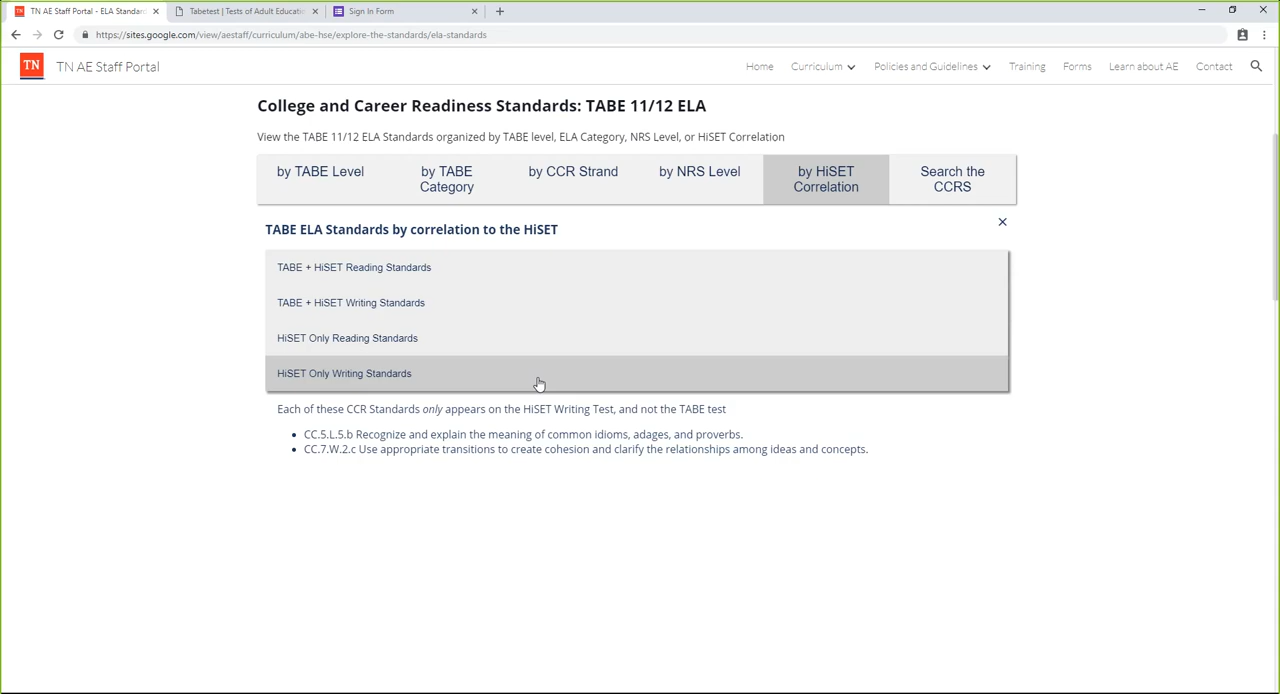 TN AE Staff Portal - ELA Standard
Tabetest | Tests of Adult Educatio
Sign In Form
https://sites.google.com/view/aestaff/curriculum/abe-hse/explore-the-standards/ela-standards
TN
TN AE Staff Portal
Home
Curriculum
Policies and Guidelines
Training
Forms
Learn about AE
Contact
College and Career Readiness Standards: TABE 11/12 ELA
View the TABE 11/12 ELA Standards organized by TABE level, ELA Category, NRS Level, or HiSET Correlation
by TABE Level
by TABE
Category
by CCR Strand
by NRS Level
by HiSET
Correlation
Search the
CCRS
TABE ELA Standards by correlation to the HiSET
TABE + HiSET Reading Standards
TABE + HiSET Writing Standards
HiSET Only Reading Standards
HiSET Only Writing Standards
Each of these CCR Standards only appears on the HiSET Writing Test, and not the TABE test
• CC.5.L.5.b Recognize and explain the meaning of common idioms, adages, and proverbs.
• CC.7.W.2.c Use appropriate transitions to create cohesion and clarify the relationships among ideas and concepts.